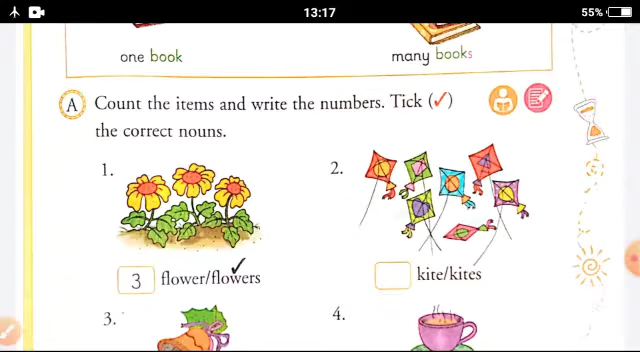 13:17
55%
one book
many books
A Count the items and write the numbers. Tick (✓)
the correct nouns.
1.
2.
3 flower/flowers ✓
kite/kites
3.
4.